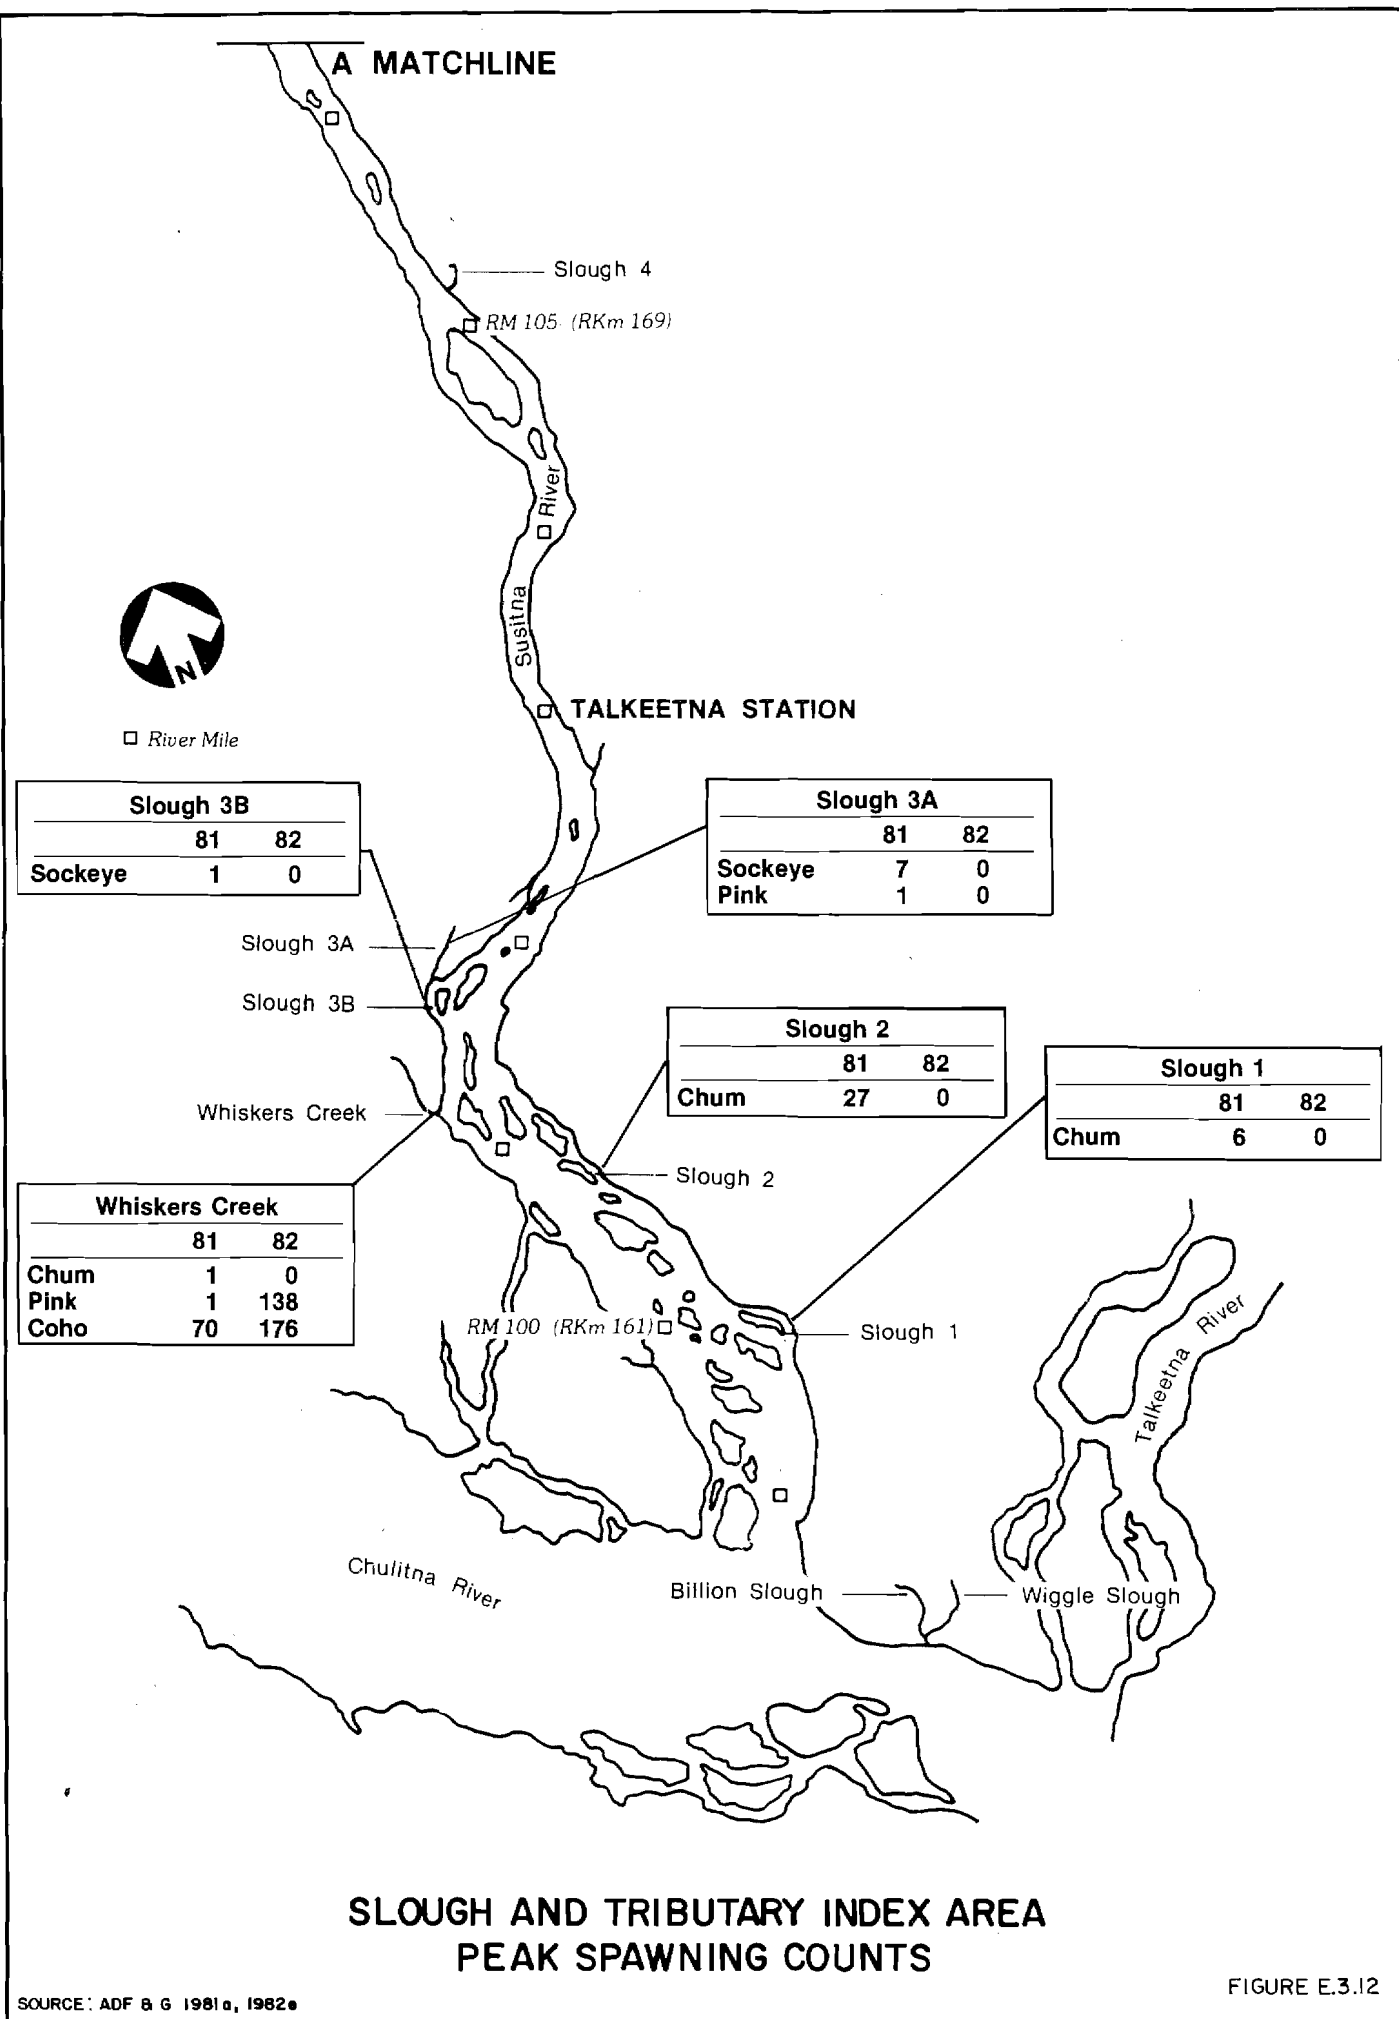 A MATCHLINE
Slough 4
RM 105 (RKm 169)
River
Susitna
N
River Mile
TALKEETNA STATION
Slough 3B
81 82
Sockeye 1 0
Slough 3A
81 82
Sockeye 7 0
Pink 1 0
Slough 3A
Slough 3B
Slough 2
81 82
Chum 27 0
Slough 1
81 82
Chum 6 0
Whiskers Creek
Slough 2
Whiskers Creek
81 82
Chum 1 0
Pink 1 138
Coho 70 176
RM 100 (RKm 161)
Slough 1
Talkeetna River
Chulitna River
Billion Slough
Wiggle Slough
SLOUGH AND TRIBUTARY INDEX AREA
PEAK SPAWNING COUNTS
FIGURE E.3.12
SOURCE: ADF & G 1981a, 1982e